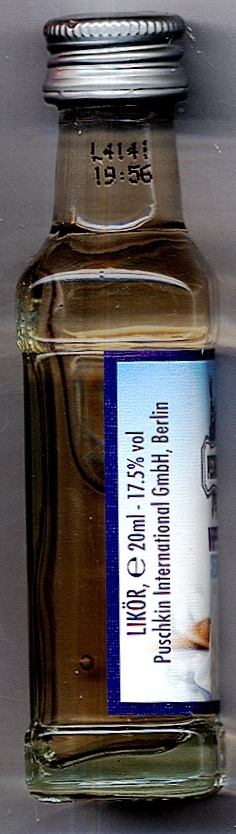 L4141
19:56
LIKÖR, ℮ 20ml - 17.5% vol
Puschkin International GmbH, Berlin